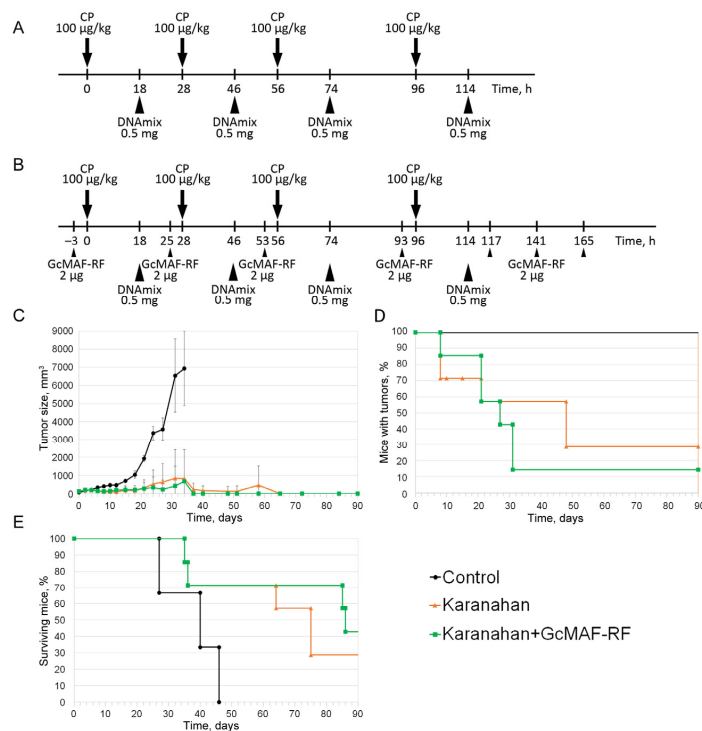 A
CP CP CP CP
100 µg/kg 100 µg/kg 100 µg/kg 100 µg/kg
0 18 28 46 56 74 96 114 Time, h
DNAmix DNAmix DNAmix DNAmix
0.5 mg 0.5 mg 0.5 mg 0.5 mg
B
CP CP CP CP
100 µg/kg 100 µg/kg 100 µg/kg 100 µg/kg
–3 0 18 25 28 46 53 56 74 93 96 114 117 141 165 Time, h
GcMAF-RF GcMAF-RF GcMAF-RF GcMAF-RF GcMAF-RF
2 µg 2 µg 2 µg 2 µg 2 µg
DNAmix DNAmix DNAmix DNAmix
0.5 mg 0.5 mg 0.5 mg 0.5 mg
C
Tumor size, mm³
9000
8000
7000
6000
5000
4000
3000
2000
1000
0
0 10 20 30 40 50 60 70 80 90
Time, days
D
Mice with tumors, %
100
90
80
70
60
50
40
30
20
10
0
0 10 20 30 40 50 60 70 80 90
Time, days
E
Surviving mice, %
100
90
80
70
60
50
40
30
20
10
0
0 10 20 30 40 50 60 70 80 90
Time, days
Control
Karanahan
Karanahan+GcMAF-RF